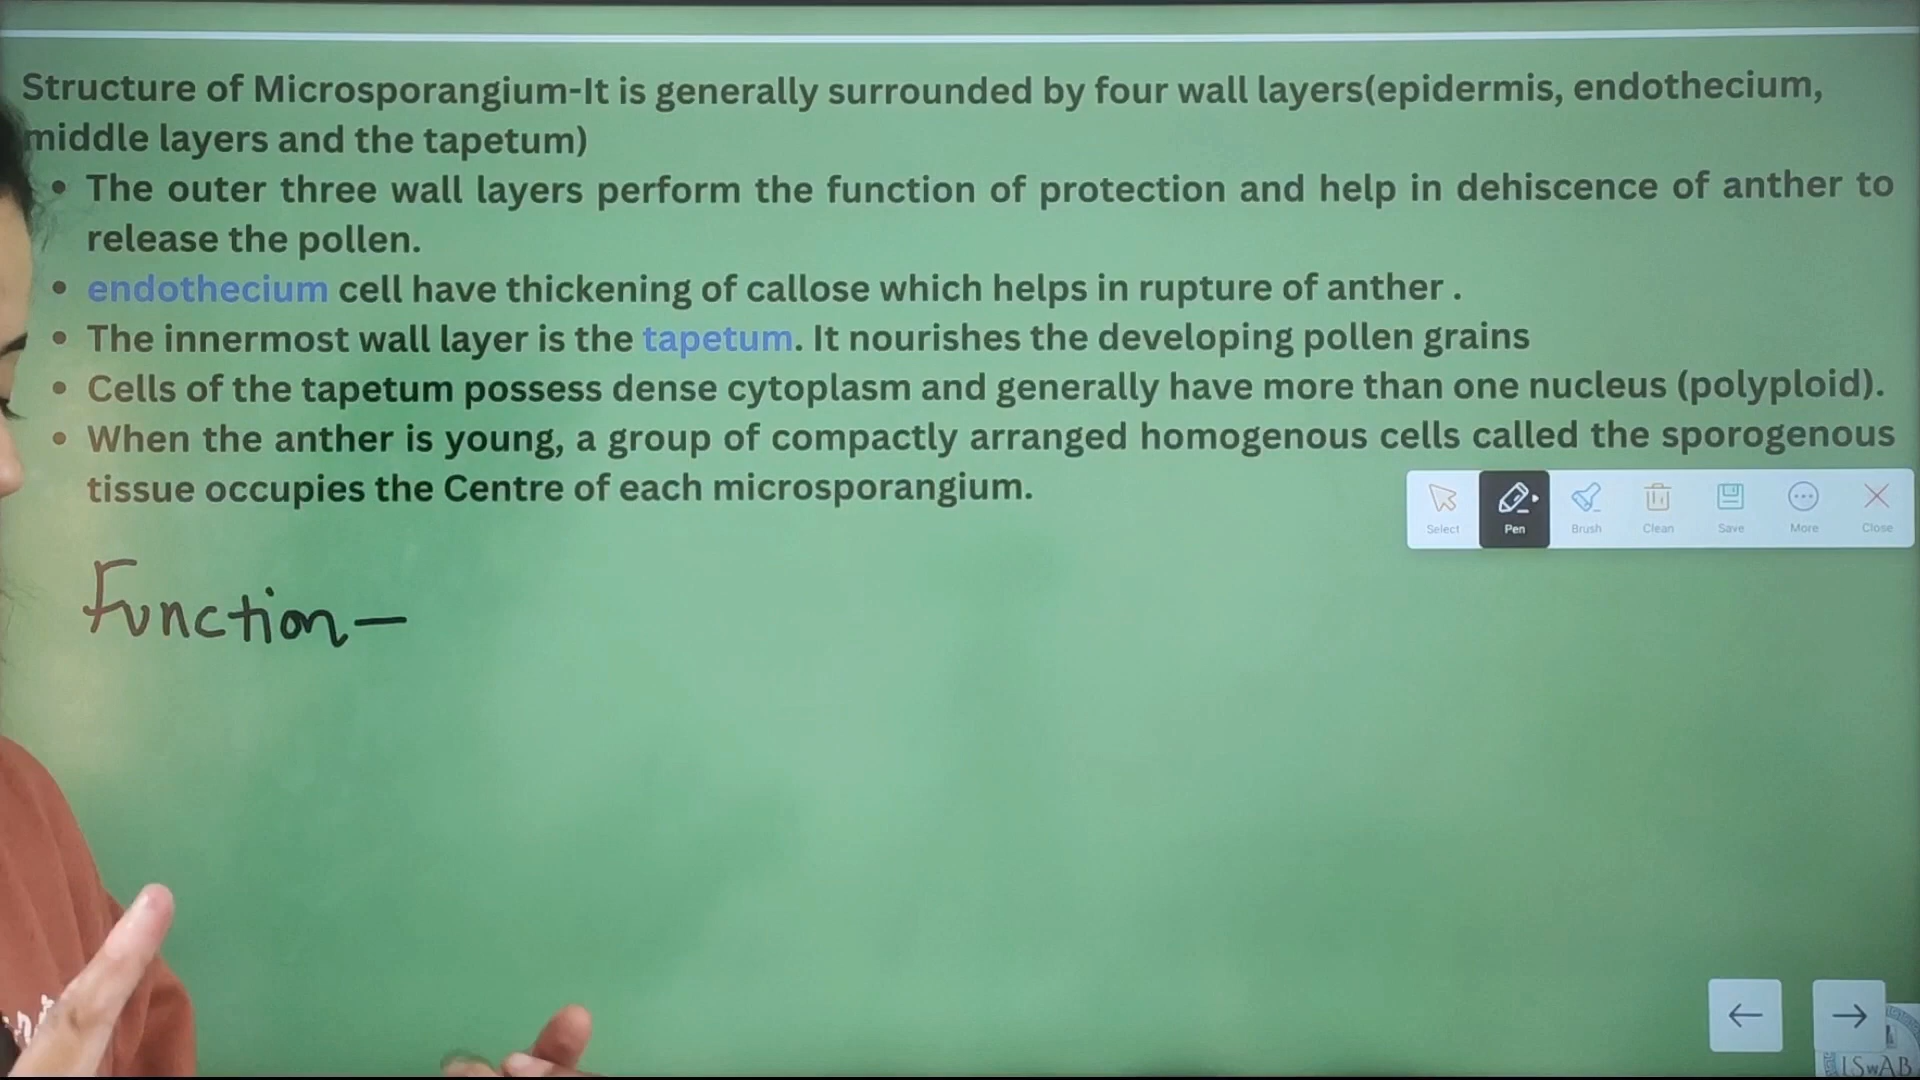 Structure of Microsporangium-It is generally surrounded by four wall layers(epidermis, endothecium,
middle layers and the tapetum)
• The outer three wall layers perform the function of protection and help in dehiscence of anther to
release the pollen.
• endothecium cell have thickening of callose which helps in rupture of anther .
• The innermost wall layer is the tapetum. It nourishes the developing pollen grains
• Cells of the tapetum possess dense cytoplasm and generally have more than one nucleus (polyploid).
• When the anther is young, a group of compactly arranged homogenous cells called the sporogenous
tissue occupies the Centre of each microsporangium.
Select Pen Brush Clean Save More Close
Function-
LSWAB